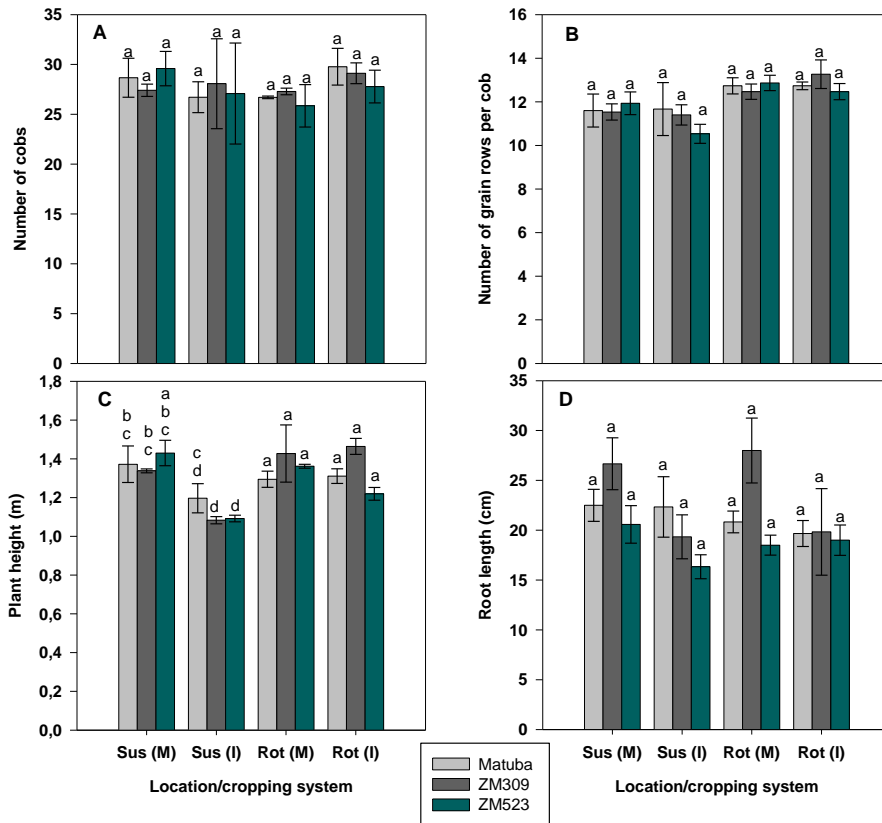 A
Number of cobs
35
30
25
20
15
10
5
0
a a a a a a a a a a a a
B
Number of grain rows per cob
16
14
12
10
8
6
4
2
0
a a a a a a a a a a a a
C
Plant height (m)
1,8
1,6
1,4
1,2
1,0
0,8
0,6
0,4
0,2
0,0
b c
b c
a b c
c d
d d
a a a a a a
Sus (M) Sus (I) Rot (M) Rot (I)
Location/cropping system
D
Root length (cm)
35
30
25
20
15
10
5
0
a a a a a a a a a a a a
Sus (M) Sus (I) Rot (M) Rot (I)
Location/cropping system
Matuba
ZM309
ZM523